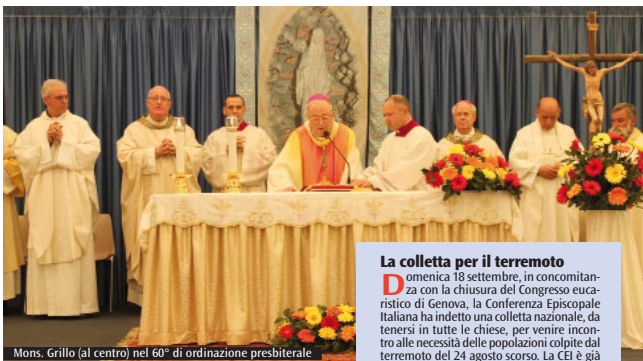 Mons. Grillo (al centro) nel 60° di ordinazione presbiterale
La colletta per il terremoto
Domenica 18 settembre, in concomitan-
za con la chiusura del Congresso euca-
ristico di Genova, la Conferenza Episcopale
Italiana ha indetto una colletta nazionale, da
tenersi in tutte le chiese, per venire incon-
tro alle necessità delle popolazioni colpite dal
terremoto del 24 agosto scorso. La CEI è già